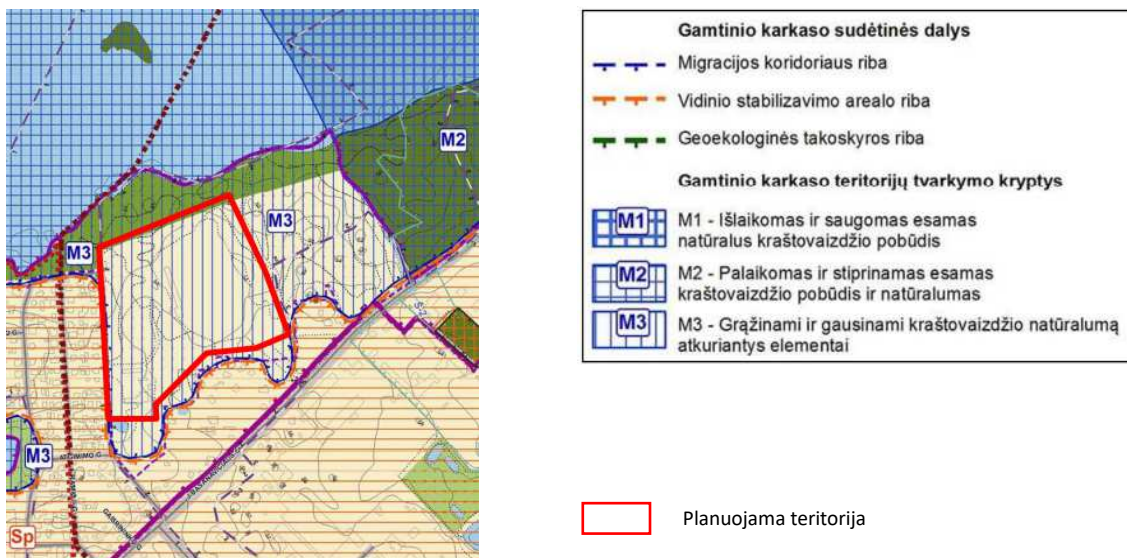 M2
M3
M3
M3
Sp
Gamtinio karkaso sudėtinės dalys
Migracijos koridoriaus riba
Vidinio stabilizavimo arealo riba
Geoekologinės takoskyros riba
Gamtinio karkaso teritorijų tvarkymo kryptys
M1
M1 - Išlaikomas ir saugomas esamas
natūralus kraštovaizdžio pobūdis
M2
M2 - Palaikomas ir stiprinamas esamas
kraštovaizdžio pobūdis ir natūralumas
M3
M3 - Grąžinami ir gausinami kraštovaizdžio natūralumą
atkuriantys elementai
Planuojama teritorija